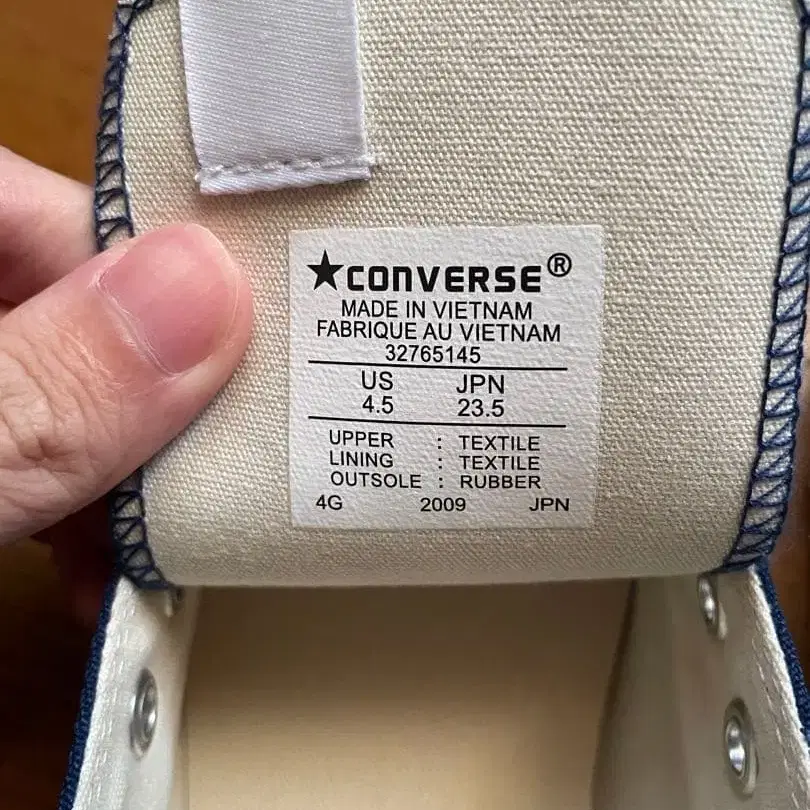 ★CONVERSE®
MADE IN VIETNAM
FABRIQUE AU VIETNAM
32765145
US JPN
4.5 23.5
UPPER : TEXTILE
LINING : TEXTILE
OUTSOLE : RUBBER
4G 2009 JPN